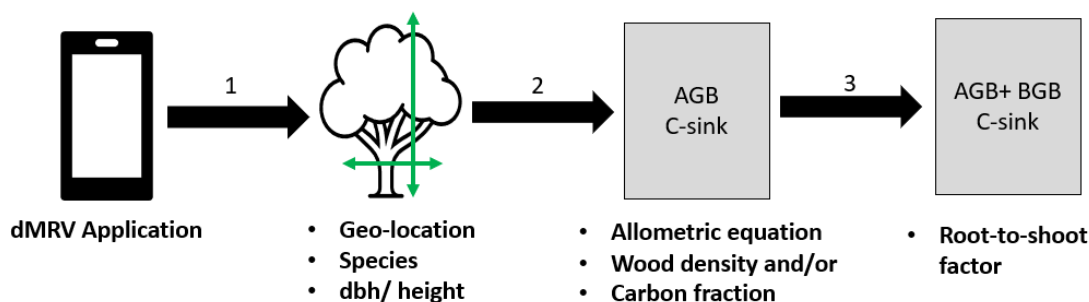 1
2
3
AGB
C-sink
AGB+ BGB
C-sink
dMRV Application
• Geo-location
• Species
• dbh/ height
• Allometric equation
• Wood density and/or
• Carbon fraction
• Root-to-shoot
factor